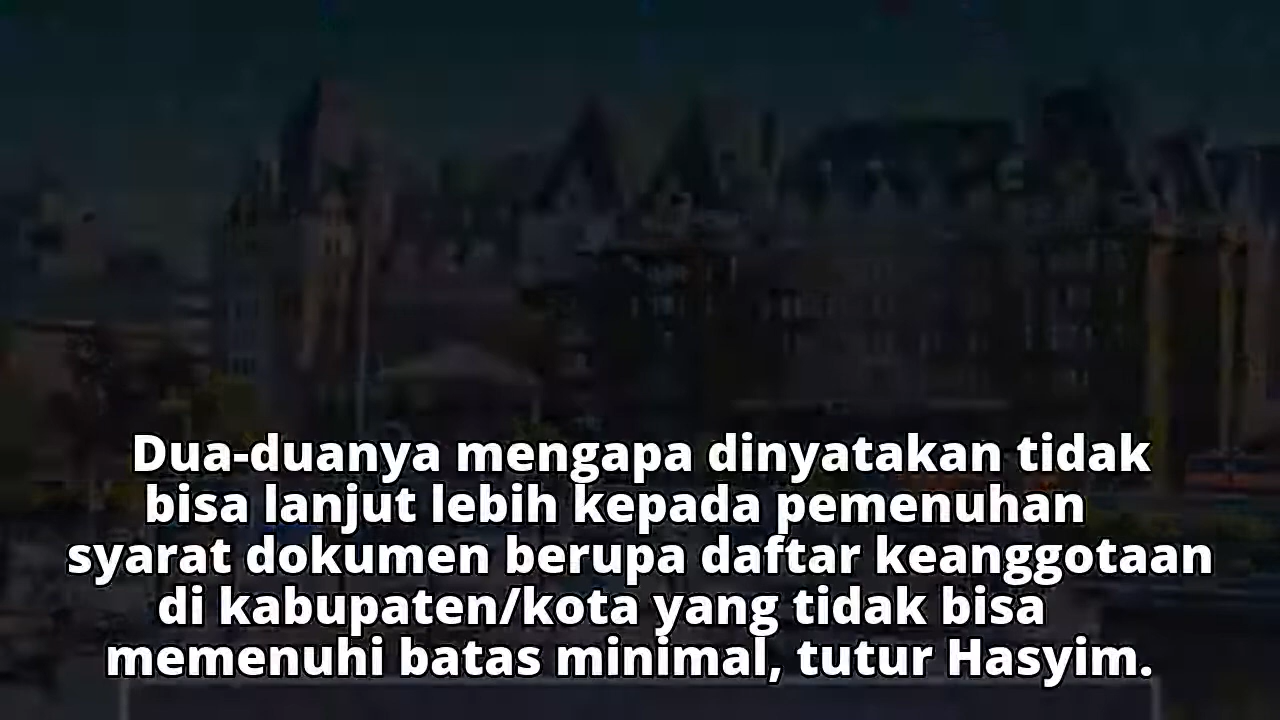 Dua-duanya mengapa dinyatakan tidak
bisa lanjut lebih kepada pemenuhan
syarat dokumen berupa daftar keanggotaan
di kabupaten/kota yang tidak bisa
memenuhi batas minimal, tutur Hasyim.